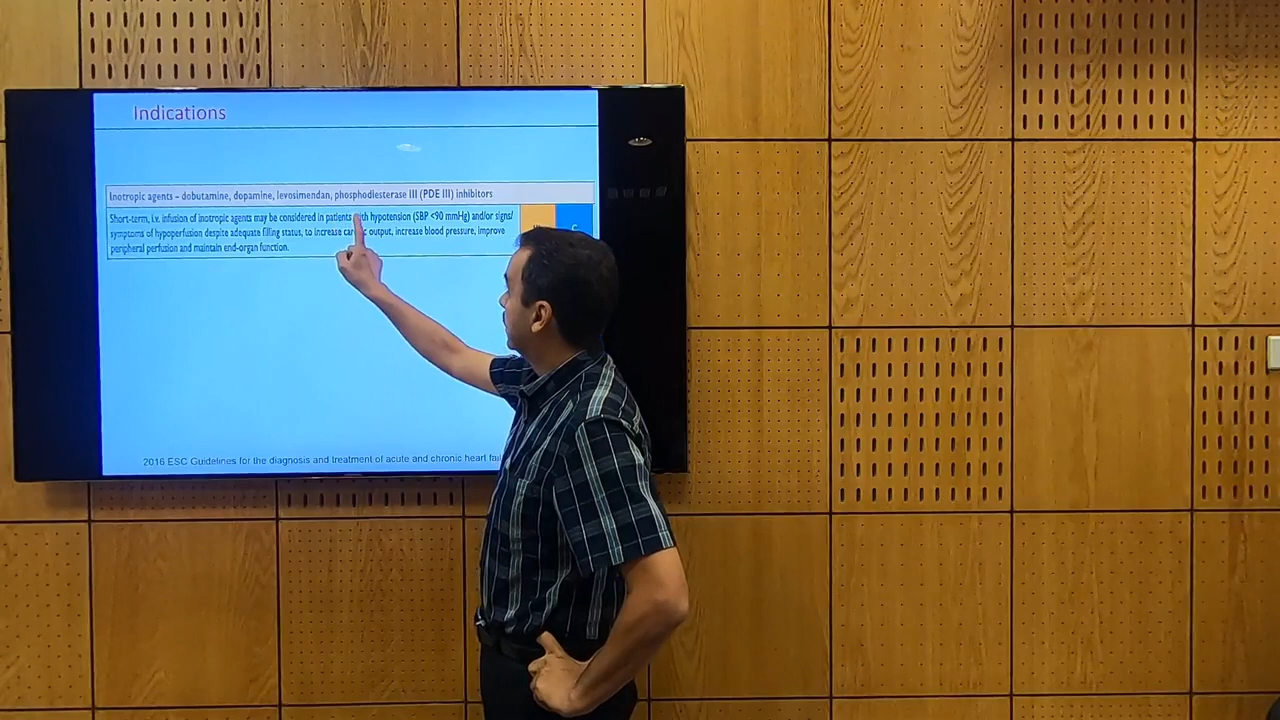 Indications
Inotropic agents – dobutamine, dopamine, levosimendan, phosphodiesterase III (PDE III) inhibitors
Short-term, i.v. infusion of inotropic agents may be considered in patients with hypotension (SBP <90 mmHg) and/or signs/
symptoms of hypoperfusion despite adequate filling status, to increase output, increase blood pressure, improve
peripheral perfusion and maintain end-organ function.
2016 ESC Guidelines for the diagnosis and treatment of acute and chronic heart